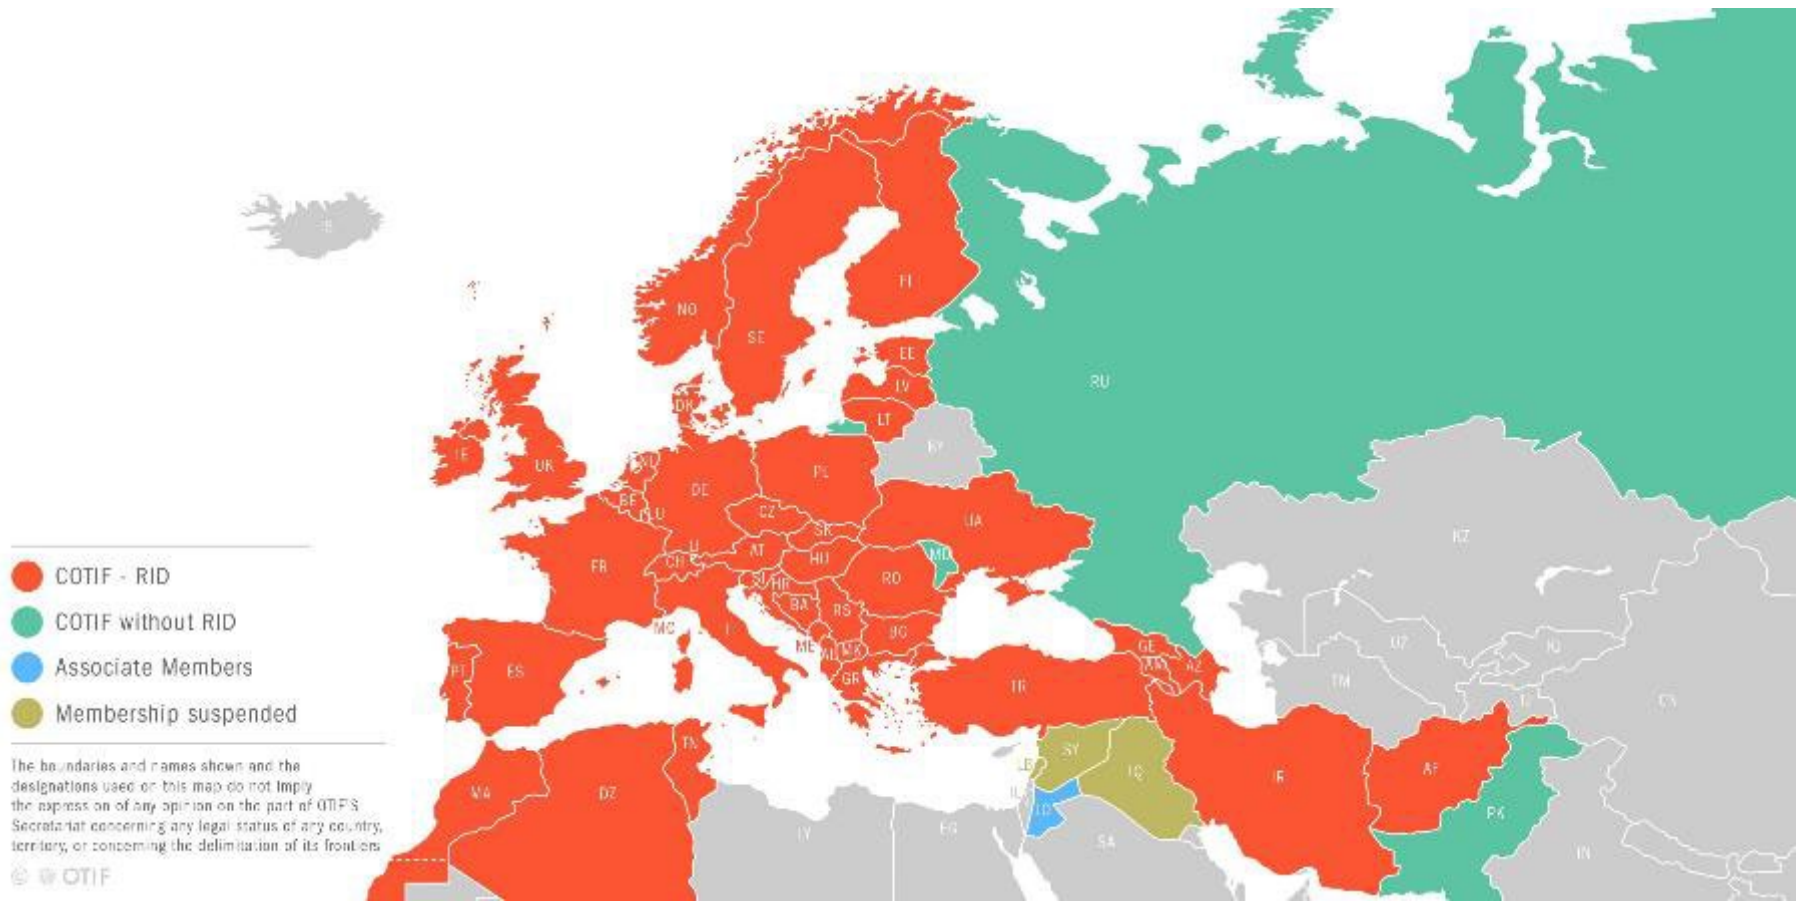 IS
NO
SE
FI
EE
LV
LT
DK
RU
IE
UK
NL
BE
LU
DE
PL
BY
CZ
SK
UA
FR
LI
CH
AT
HU
MD
RO
KZ
SI
HR
BA
RS
MC
I
ME
AL
MK
BG
GE
AM
AZ
UZ
TM
PT
ES
GR
TR
CN
TN
SY
LB
IQ
IR
AF
MA
DZ
IL
JO
PK
LY
EG
SA
IN
COTIF - RID
COTIF without RID
Associate Members
Membership suspended
The boundaries and names shown and the
designations used on this map do not imply
the expression of any opinion on the part of OTIF'S
Secretariat concerning any legal status of any country,
territory, or concerning the delimitation of its frontiers
© OTIF